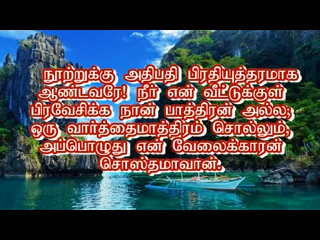 நூற்றுக்கு அதிபதி பிரதியுத்தரமாக
ஆண்டவரே! நீர் என் வீட்டுக்குள்
பிரவேசிக்க நான் பாத்திரன் அல்ல;
ஒரு வார்த்தைமாத்திரம் சொல்லும்,
அப்பொழுது என் வேலைக்காரன்
சொஸ்தமாவான்.